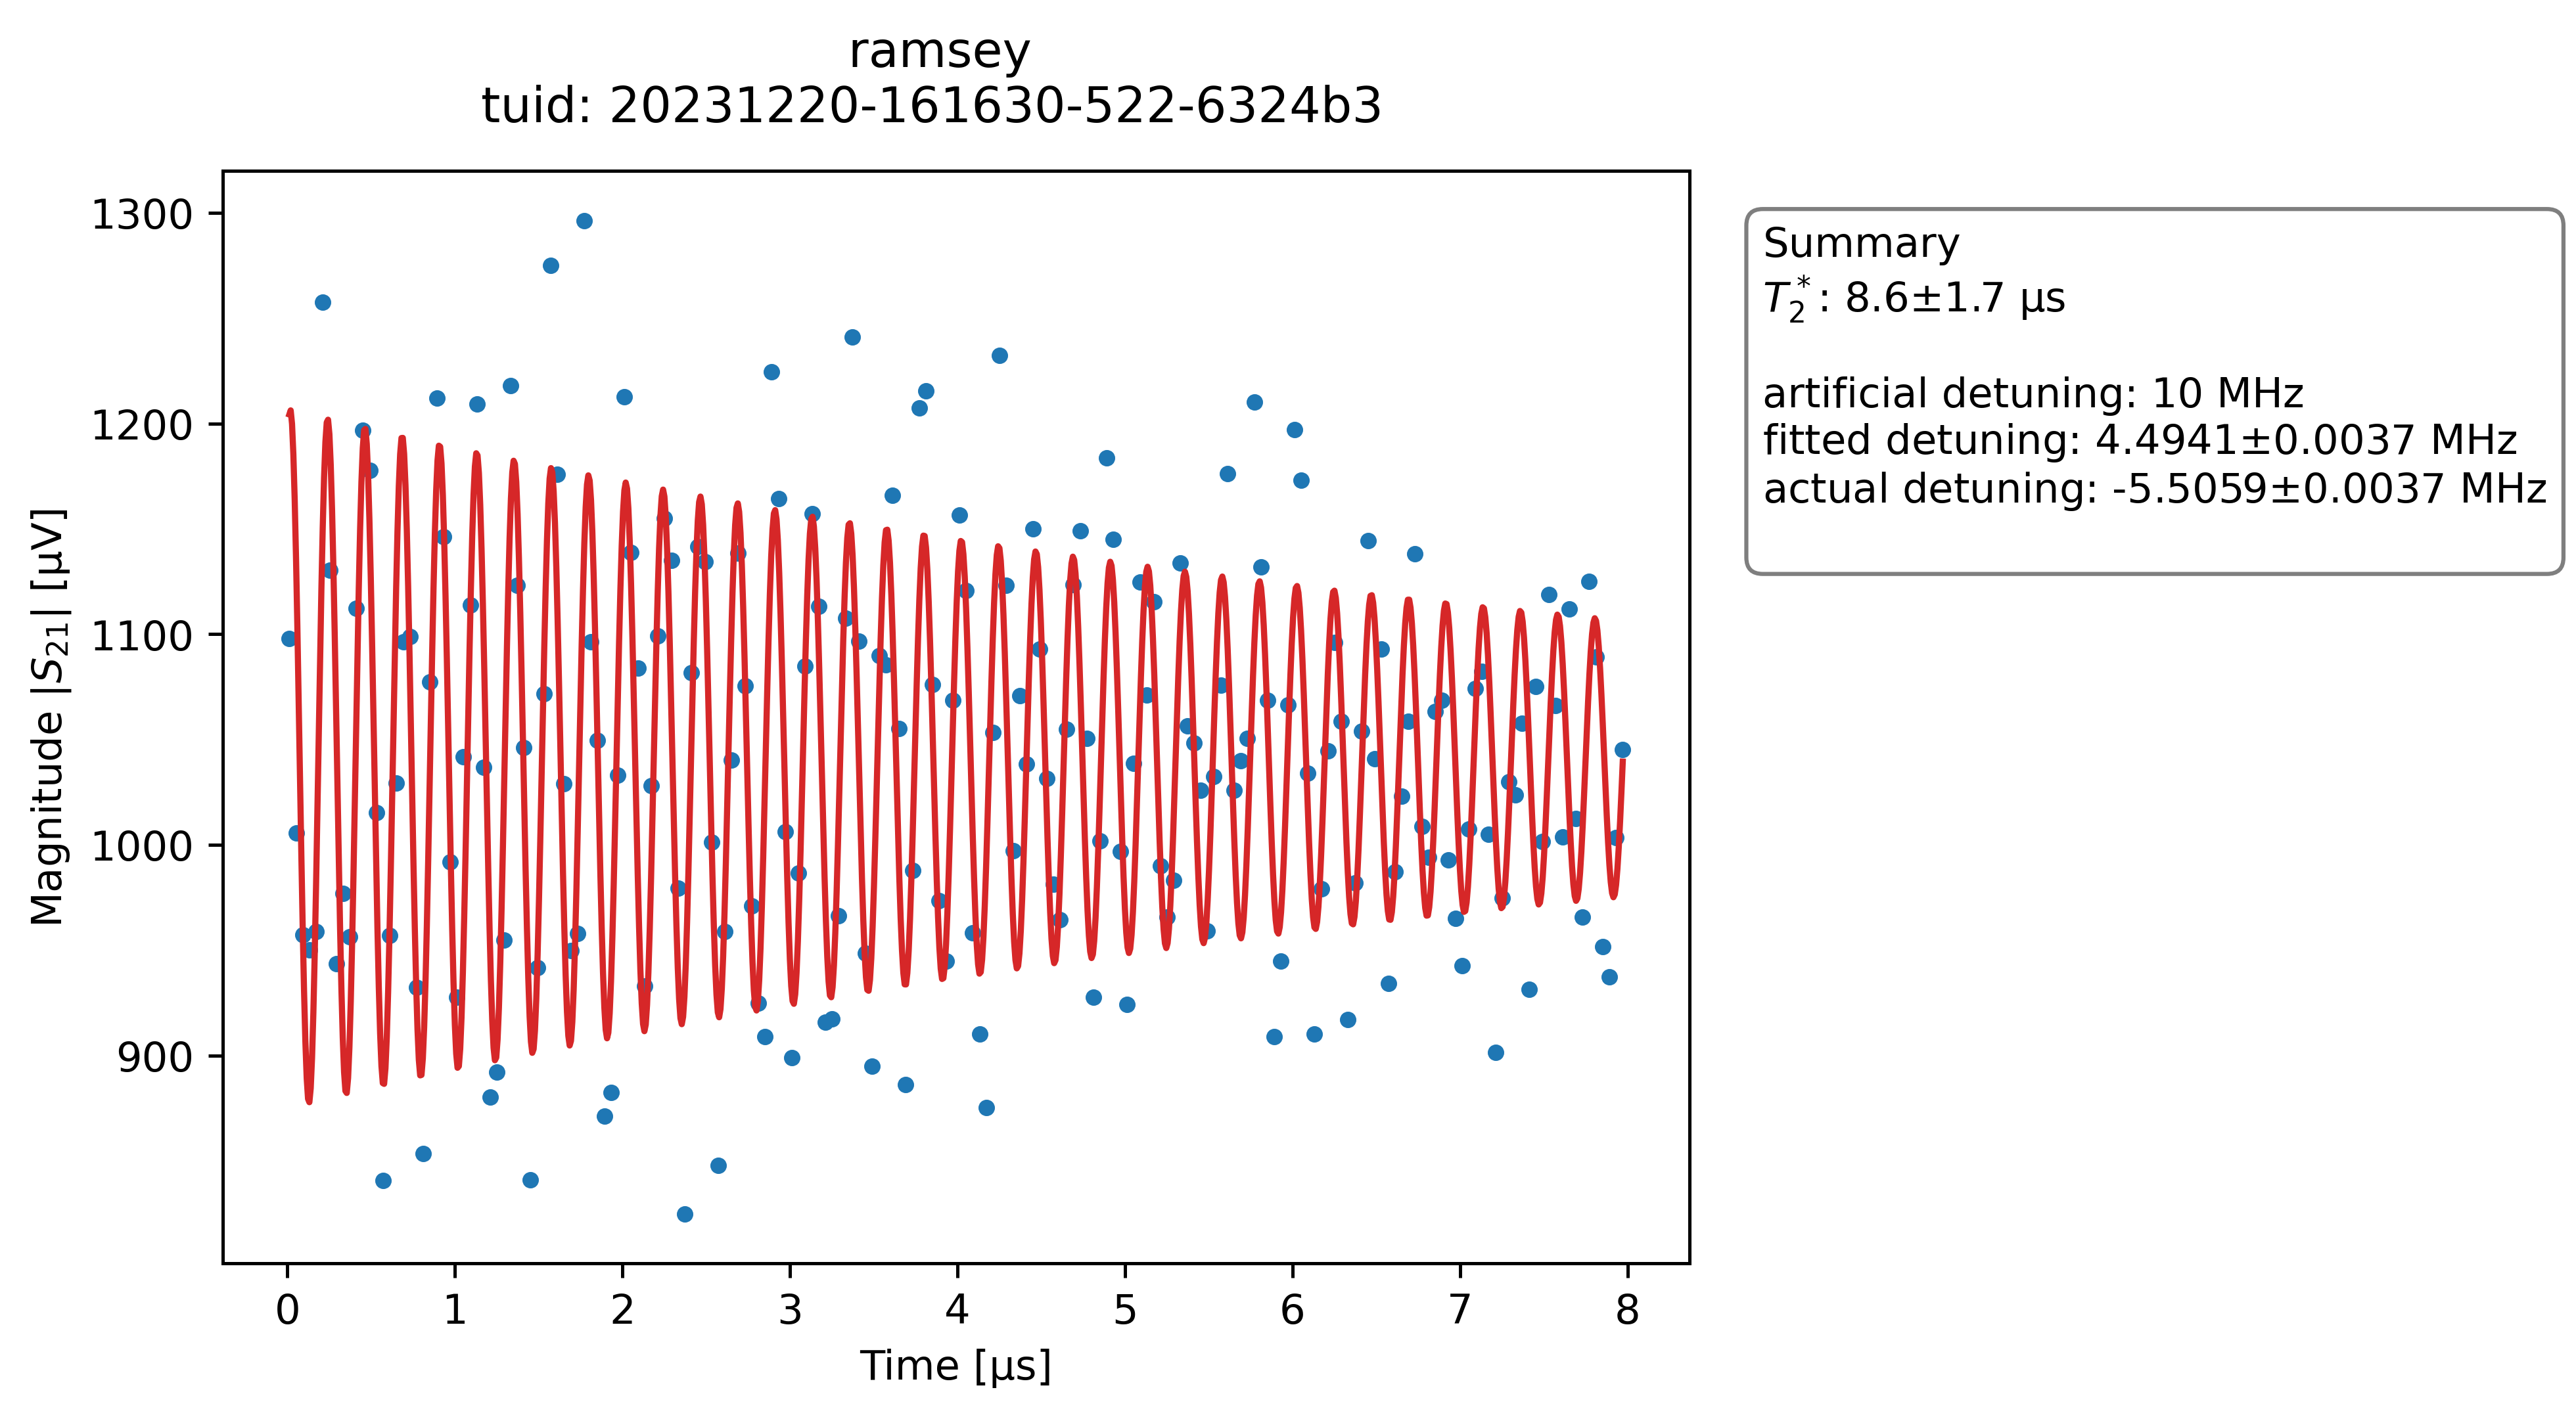 ramsey
tuid: 20231220-161630-522-6324b3
1300
1200
1100
1000
900
Magnitude |S21| [µV]
0 1 2 3 4 5 6 7 8
Time [µs]
Summary
T2*: 8.6±1.7 µs
artificial detuning: 10 MHz
fitted detuning: 4.4941±0.0037 MHz
actual detuning: -5.5059±0.0037 MHz